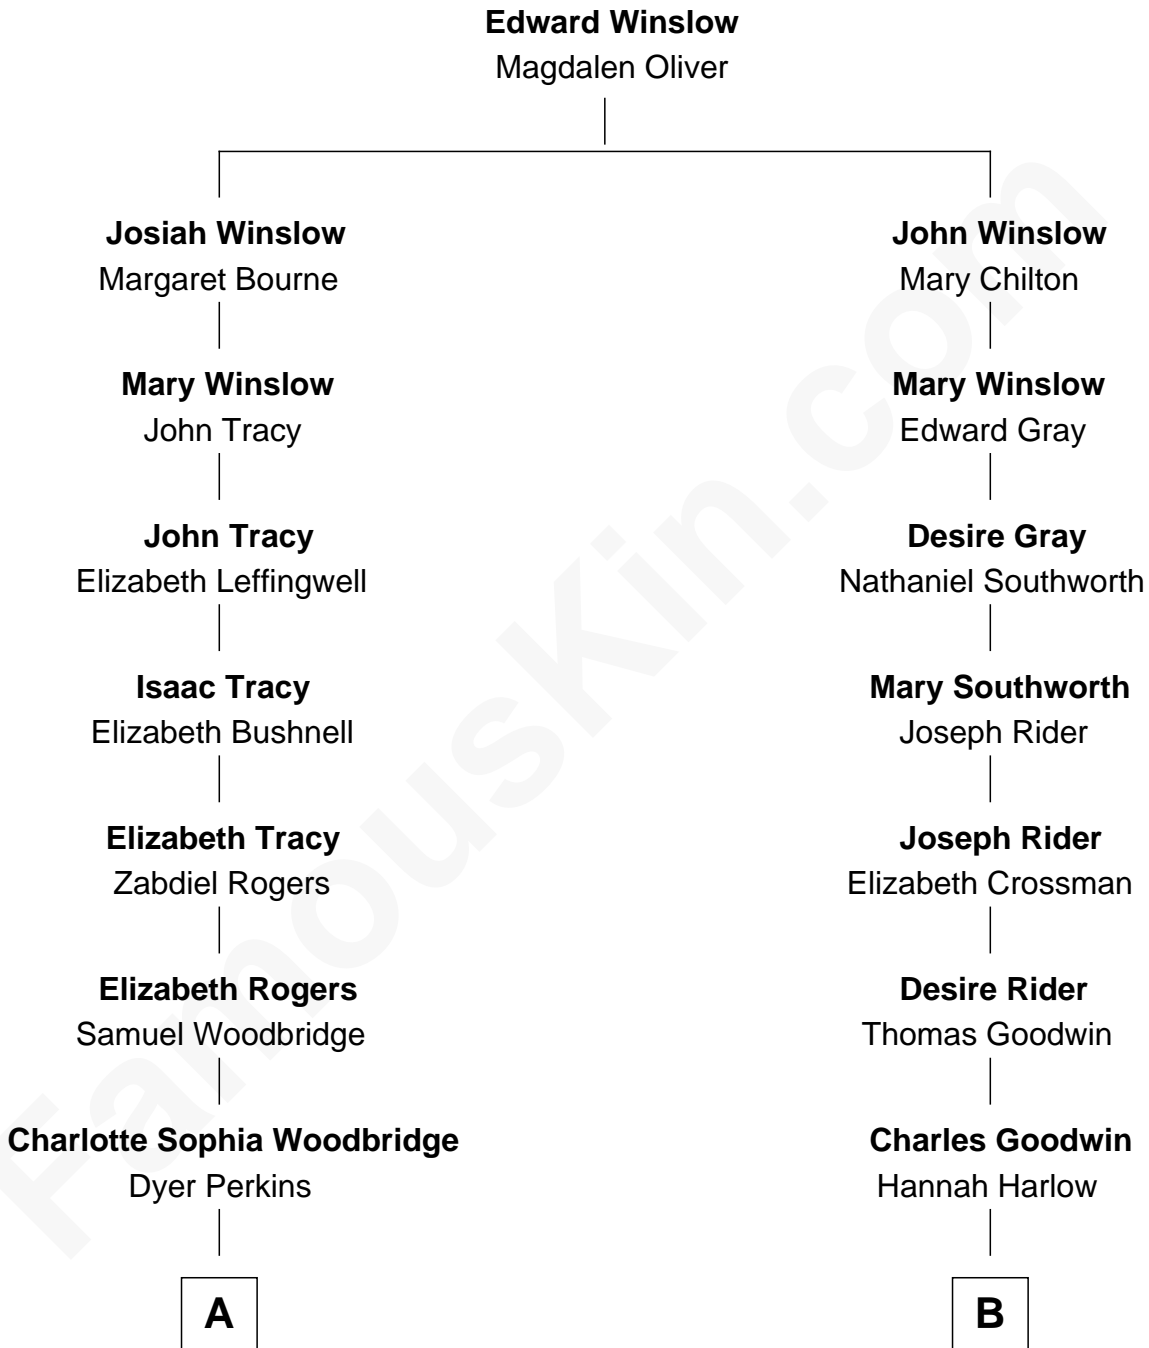 Edward Winslow
Magdalen Oliver
Josiah Winslow
Margaret Bourne
John Winslow
Mary Chilton
Mary Winslow
John Tracy
Mary Winslow
Edward Gray
John Tracy
Elizabeth Leffingwell
Desire Gray
Nathaniel Southworth
Isaac Tracy
Elizabeth Bushnell
Mary Southworth
Joseph Rider
Elizabeth Tracy
Zabdiel Rogers
Joseph Rider
Elizabeth Crossman
Elizabeth Rogers
Samuel Woodbridge
Desire Rider
Thomas Goodwin
Charlotte Sophia Woodbridge
Dyer Perkins
Charles Goodwin
Hannah Harlow
A
B
FamousKin.com